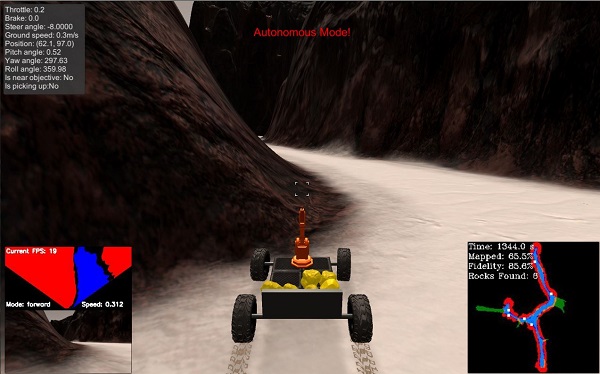 Throttle: 0.2
Brake: 0.0
Steer angle: -8.0000
Ground speed: 0.3m/s
Position: (62.1, 97.0)
Pitch angle: 0.52
Yaw angle: 297.63
Roll angle: 359.98
Is near objective: No
Is picking up:No
Autonomous Mode!
Current FPS: 19
Mode: forward
Speed: 0.312
Time: 1344.0 s
Mapped: 65.5%
Fidelity: 85.6%
Rocks Found: 6